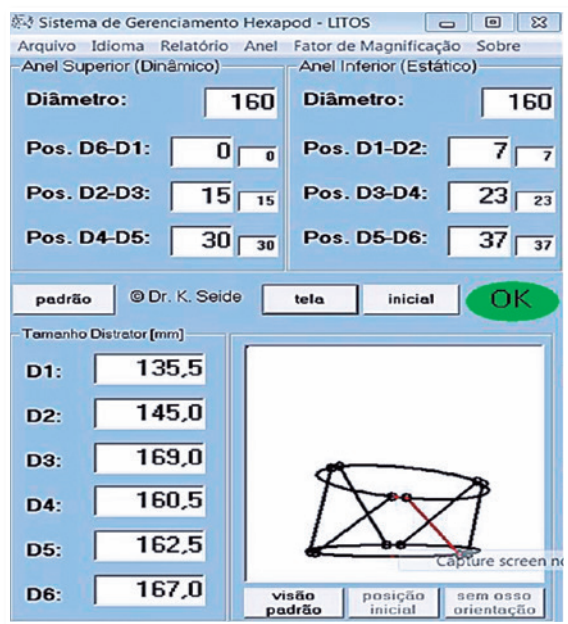 Sistema de Gerenciamento Hexapod - LITOS
Arquivo Idioma Relatório Anel Fator de Magnificação Sobre
Anel Superior (Dinâmico)
Diâmetro: 160
Pos. D6-D1: 0 0
Pos. D2-D3: 15 15
Pos. D4-D5: 30 30
Anel Inferior (Estático)
Diâmetro: 160
Pos. D1-D2: 7 7
Pos. D3-D4: 23 23
Pos. D5-D6: 37 37
padrão © Dr. K. Seide tela inicial OK
Tamanho Distrator [mm]
D1: 135,5
D2: 145,0
D3: 169,0
D4: 160,5
D5: 162,5
D6: 167,0
Capture screen
visão
padrão
posição
inicial
sem osso
orientação